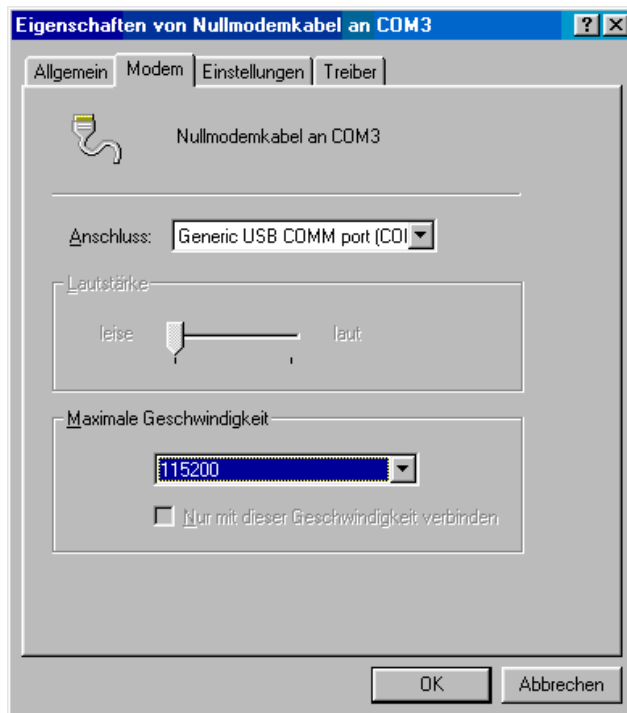 Eigenschaften von Nullmodemkabel an COM3
Allgemein Modem Einstellungen Treiber
Nullmodemkabel an COM3
Anschluss: Generic USB COMM port (COI
Lautstärke
leise laut
Maximale Geschwindigkeit
115200
Nur mit dieser Geschwindigkeit verbinden
OK Abbrechen